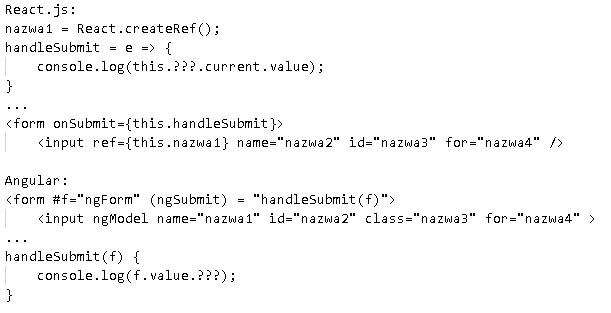 React.js:
nazwa1 = React.createRef();
handleSubmit = e => {
    console.log(this.???.current.value);
}
...
<form onSubmit={this.handleSubmit}>
    <input ref={this.nazwa1} name="nazwa2" id="nazwa3" for="nazwa4" />

Angular:
<form #f="ngForm" (ngSubmit) = "handleSubmit(f)">
    <input ngModel name="nazwa1" id="nazwa2" class="nazwa3" for="nazwa4" >
...
handleSubmit(f) {
    console.log(f.value.???);
}